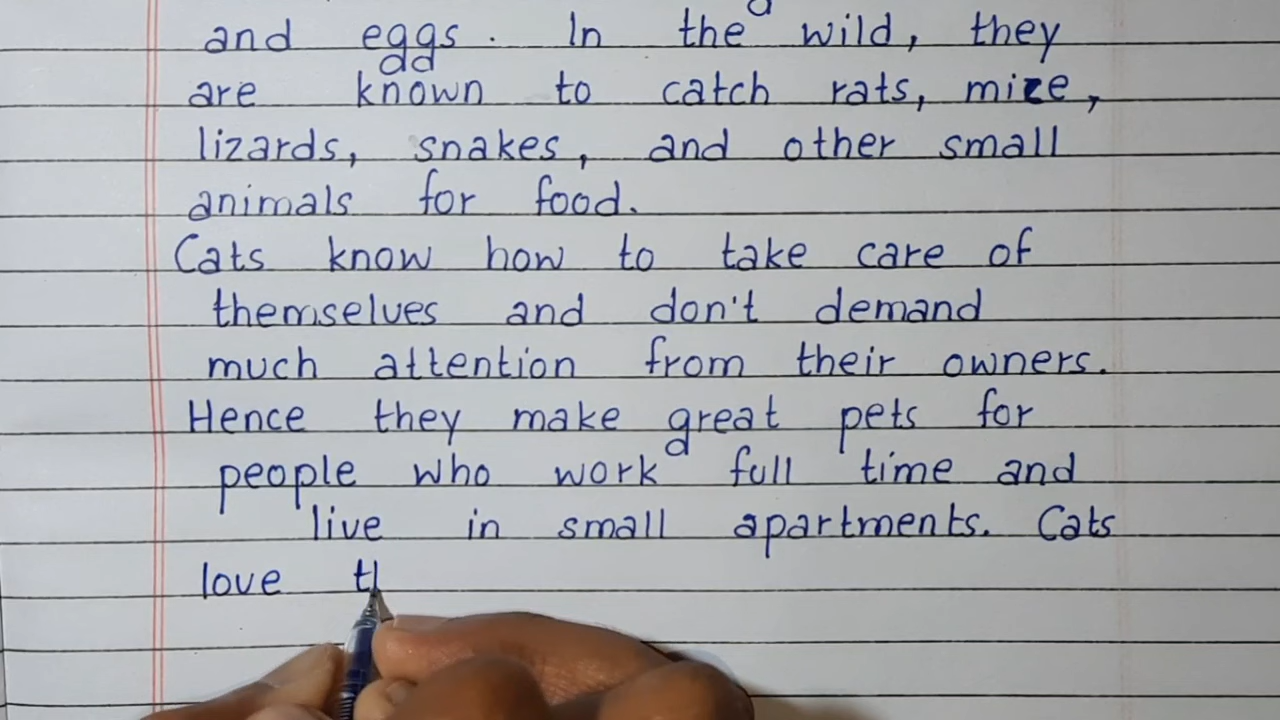 and eggs. In the wild, they
are known to catch rats, mice,
lizards, snakes, and other small
animals for food.
Cats know how to take care of
themselves and don't demand
much attention from their owners.
Hence they make great pets for
people who work full time and
live in small apartments. Cats
love th